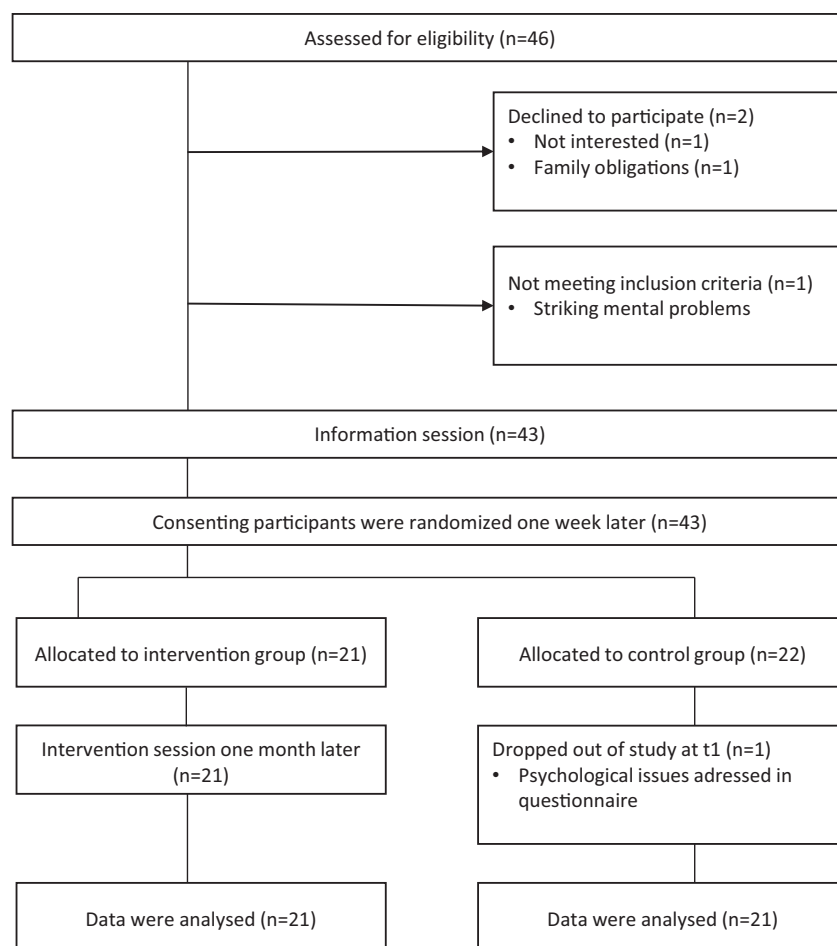 Assessed for eligibility (n=46)
Declined to participate (n=2)
• Not interested (n=1)
• Family obligations (n=1)
Not meeting inclusion criteria (n=1)
• Striking mental problems
Information session (n=43)
Consenting participants were randomized one week later (n=43)
Allocated to intervention group (n=21)
Allocated to control group (n=22)
Intervention session one month later
(n=21)
Dropped out of study at t1 (n=1)
• Psychological issues adressed in
questionnaire
Data were analysed (n=21)
Data were analysed (n=21)